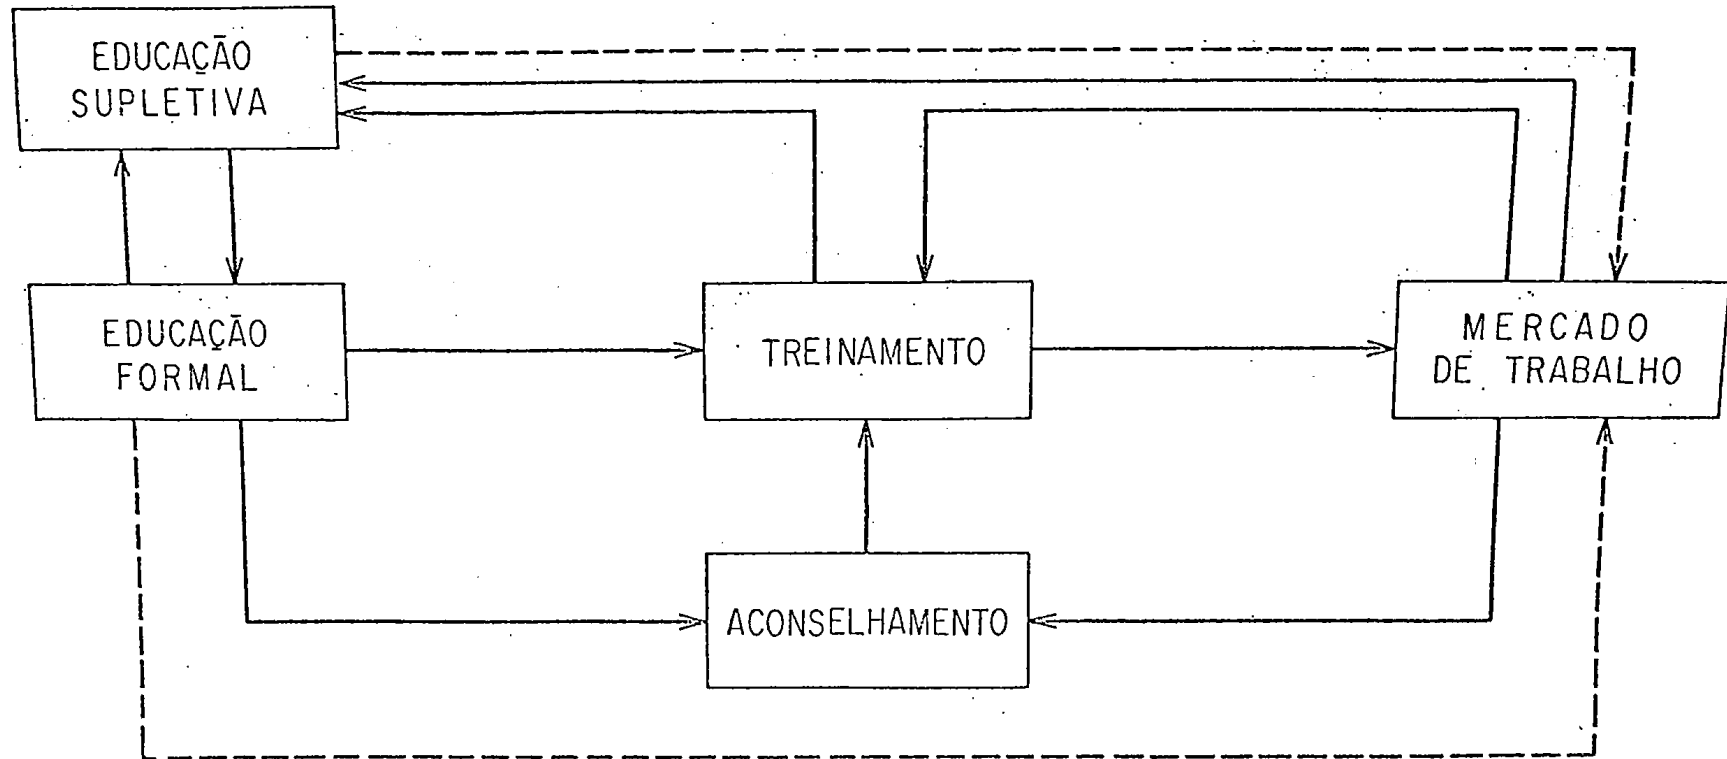 EDUCAÇÃO
SUPLETIVA
EDUCAÇÃO
FORMAL
TREINAMENTO
MERCADO
DE TRABALHO
ACONSELHAMENTO